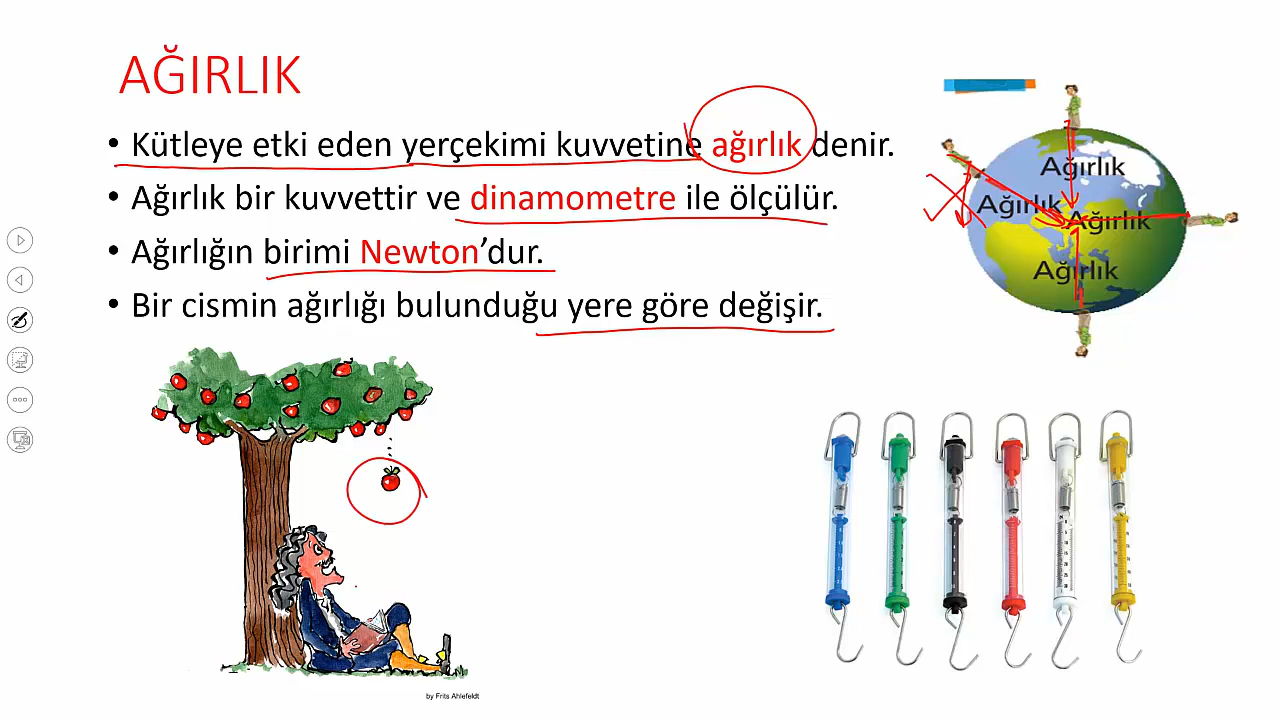 AĞIRLIK
• Kütleye etki eden yerçekimi kuvvetine ağırlık denir.
• Ağırlık bir kuvvettir ve dinamometre ile ölçülür.
• Ağırlığın birimi Newton’dur.
• Bir cismin ağırlığı bulunduğu yere göre değişir.
Ağırlık
Ağırlık
Ağırlık
Ağırlık
by Frits Ahlefeldt